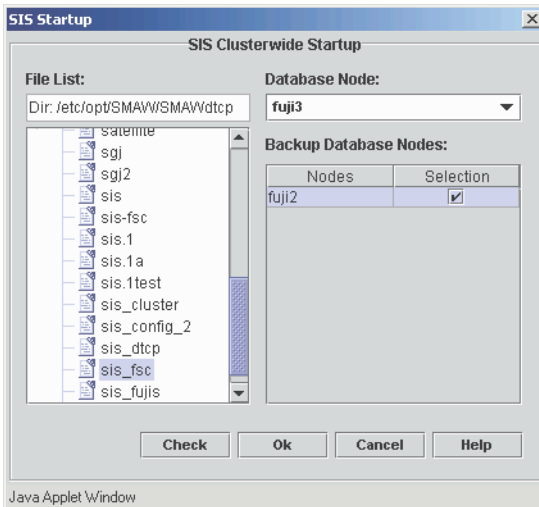 SIS Startup
SIS Clusterwide Startup
File List:
Dir: /etc/opt/SMAW/SMAWdtcp
satellite
sgj
sgj2
sis
sis-fsc
sis.1
sis.1a
sis.1test
sis_cluster
sis_config_2
sis_dtcp
sis_fsc
sis_fujis
Database Node:
fuji3
Backup Database Nodes:
Nodes Selection
fuji2
Check Ok Cancel Help
Java Applet Window